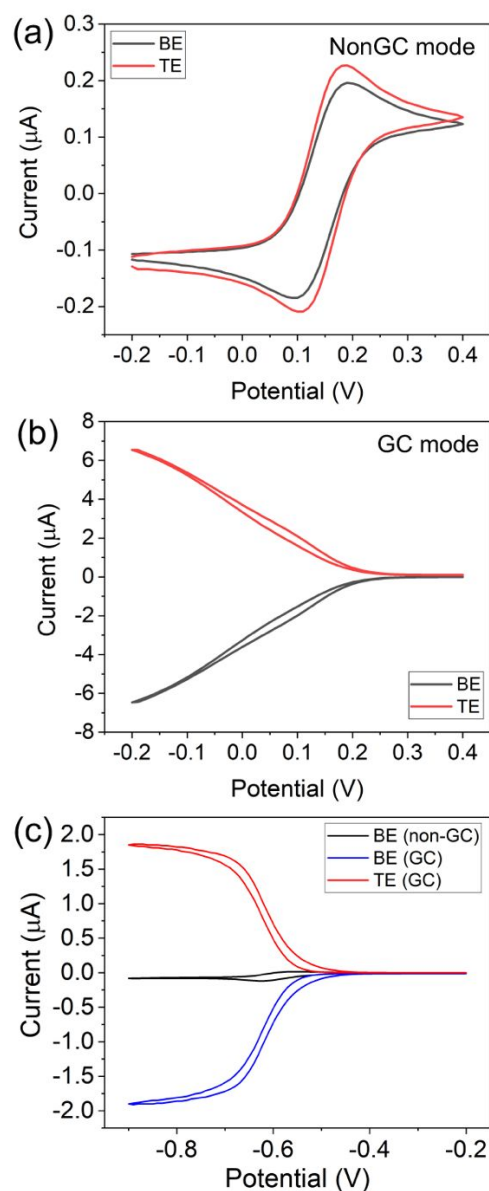 (a)
BE
TE
NonGC mode
0.3
0.2
0.1
0.0
-0.1
-0.2
Current (μA)
-0.2 -0.1 0.0 0.1 0.2 0.3 0.4
Potential (V)
(b)
GC mode
8
6
4
2
0
-2
-4
-6
-8
Current (μA)
BE
TE
-0.2 -0.1 0.0 0.1 0.2 0.3 0.4
Potential (V)
(c)
BE (non-GC)
BE (GC)
TE (GC)
2.0
1.5
1.0
0.5
0.0
-0.5
-1.0
-1.5
-2.0
Current (μA)
-0.8 -0.6 -0.4 -0.2
Potential (V)